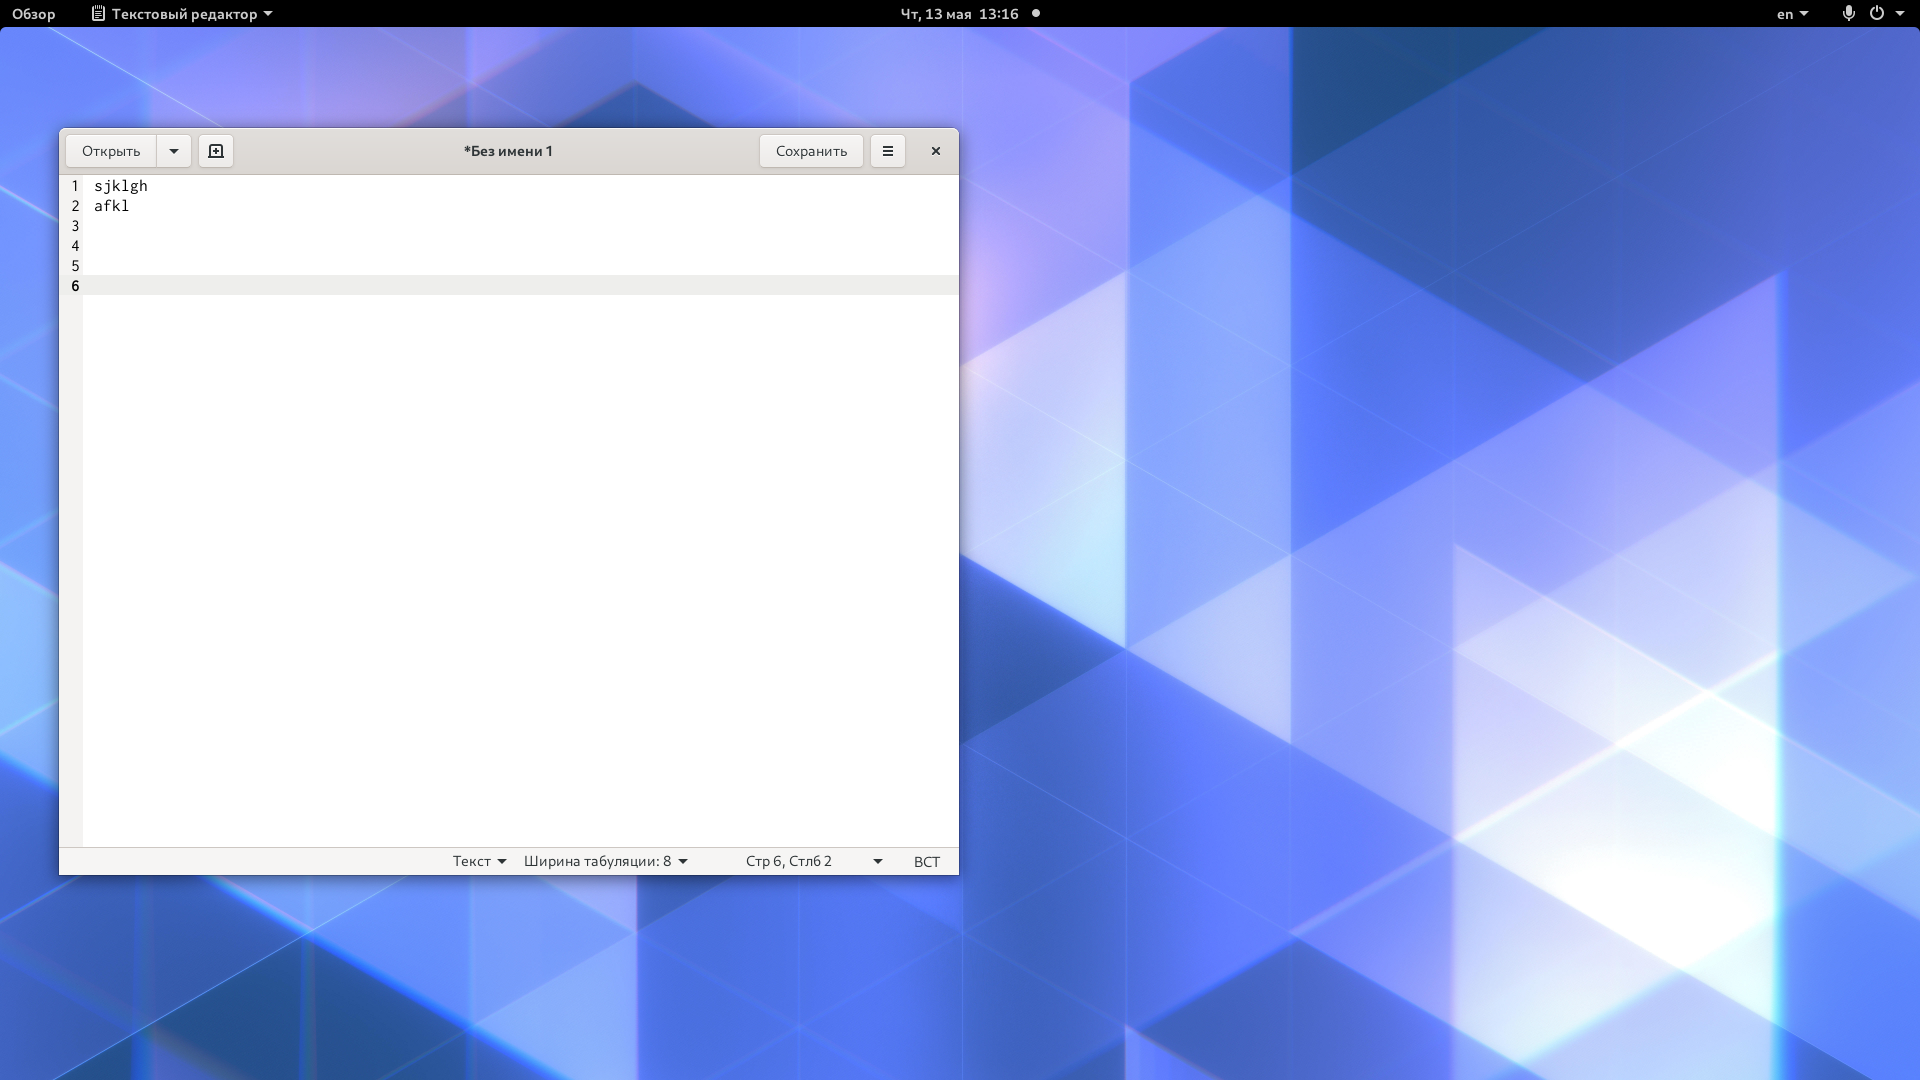 Обзор Текстовый редактор Чт, 13 мая 13:16 en
Открыть *Без имени 1 Сохранить
1 sjklgh
2 afkl
3
4
5
6
Текст Ширина табуляции: 8 Стр 6, Стлб 2 ВСТ